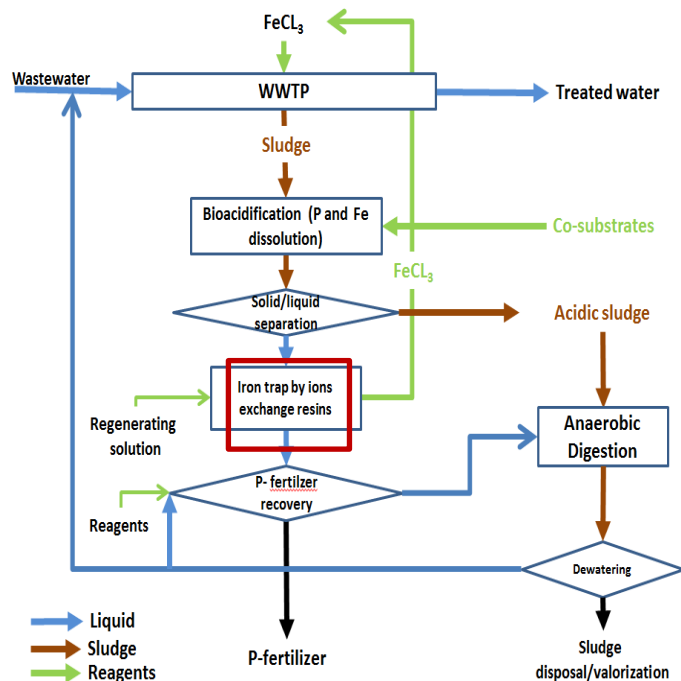 FeCL3
Wastewater
WWTP
Treated water
Sludge
Bioacidification (P and Fe
dissolution)
Co-substrates
FeCL3
Solid/liquid
separation
Acidic sludge
Iron trap by ions
exchange resins
Regenerating
solution
Anaerobic
Digestion
P- fertilzer
recovery
Reagents
Dewatering
Liquid
Sludge
Reagents
P-fertilizer
Sludge
disposal/valorization